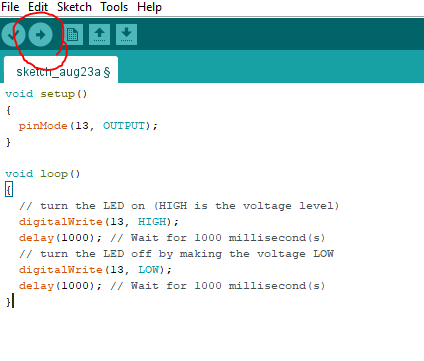 File Edit Sketch Tools Help
sketch_aug23a §
void setup()
{
  pinMode(13, OUTPUT);
}
void loop()
{
  // turn the LED on (HIGH is the voltage level)
  digitalWrite(13, HIGH);
  delay(1000); // Wait for 1000 millisecond(s)
  // turn the LED off by making the voltage LOW
  digitalWrite(13, LOW);
  delay(1000); // Wait for 1000 millisecond(s)
}